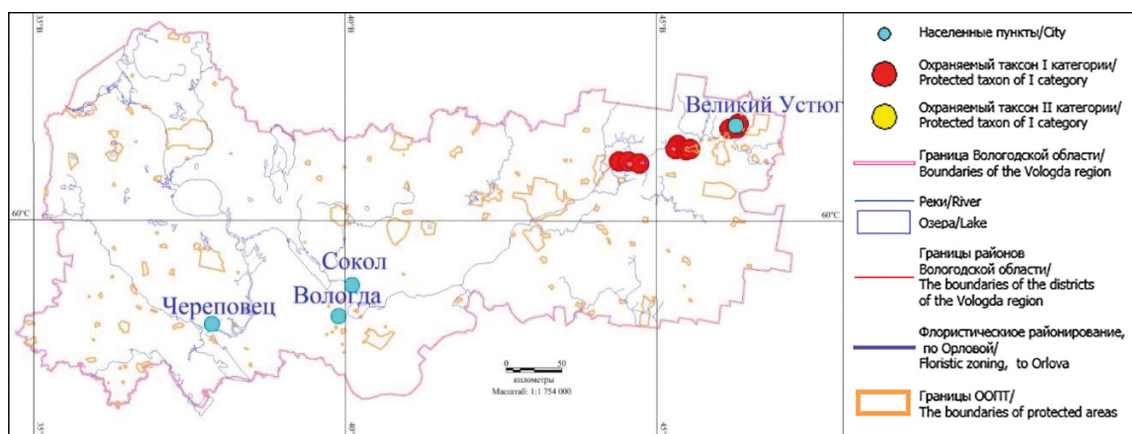 35°В
40°В
45°В
Великий Устюг
60°С
60°С
Сокол
Вологда
Череповец
0 50
километры
Масштаб: 1:1 754 000
35°В
40°В
45°В
Населенные пункты/City
Охраняемый таксон I категории/
Protected taxon of I category
Охраняемый таксон II категории/
Protected taxon of I category
Граница Вологодской области/
Boundaries of the Vologda region
Реки/River
Озера/Lake
Границы районов
Вологодской области/
The boundaries of the districts
of the Vologda region
Флористичесиое районирование,
по Орловой/
Floristic zoning, to Orlova
Границы ООПТ/
The boundaries of protected areas